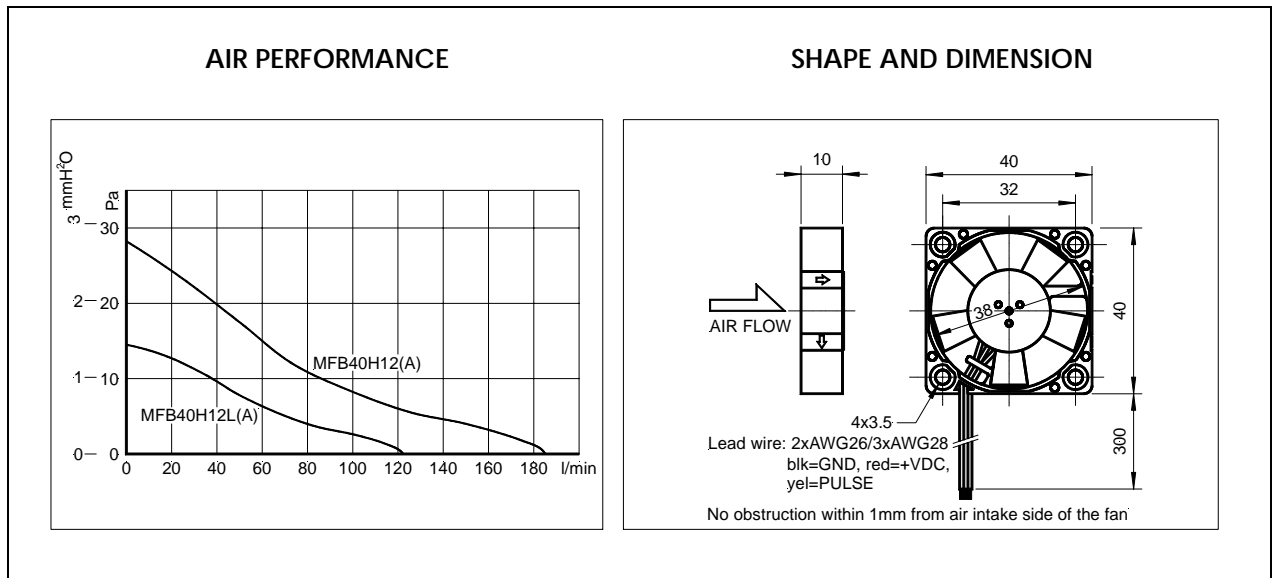 AIR PERFORMANCE
SHAPE AND DIMENSION
3 mmH²O
Pa
3 30
2 20
1 10
0 0
MFB40H12(A)
MFB40H12L(A)
0 20 40 60 80 100 120 140 160 180 l/min
10
40
32
AIR FLOW
38
40
4x3.5
300
Lead wire: 2xAWG26/3xAWG28
blk=GND, red=+VDC,
yel=PULSE
No obstruction within 1mm from air intake side of the fan